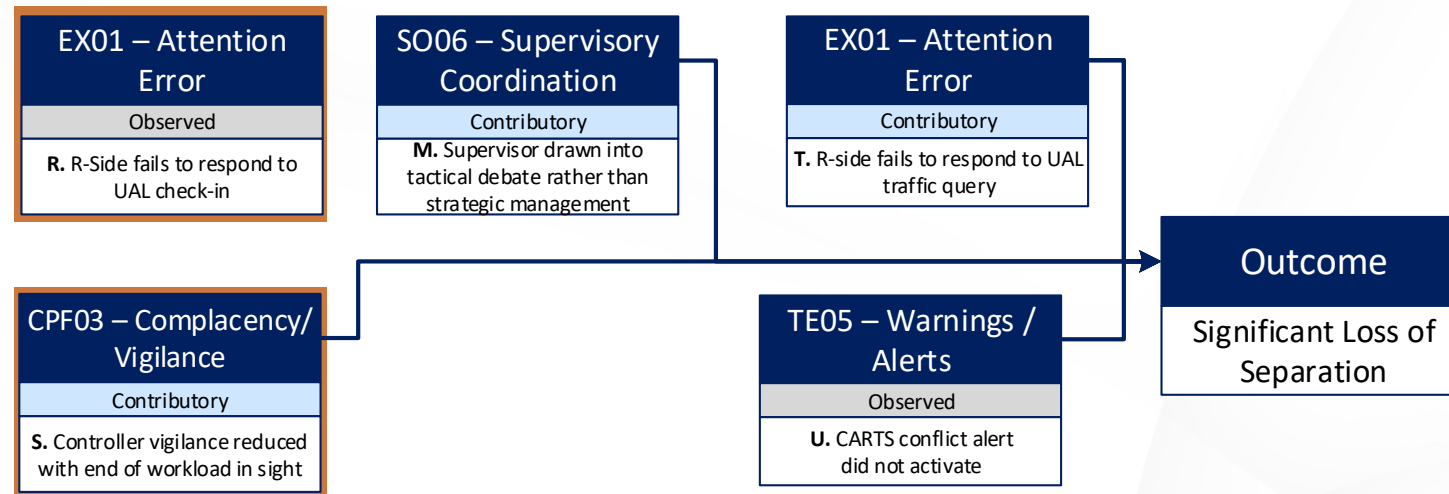 EX01 – Attention
Error
Observed
R. R-Side fails to respond to
UAL check-in
SO06 – Supervisory
Coordination
Contributory
M. Supervisor drawn into
tactical debate rather than
strategic management
EX01 – Attention
Error
Contributory
T. R-side fails to respond to UAL
traffic query
CPF03 – Complacency/
Vigilance
Contributory
S. Controller vigilance reduced
with end of workload in sight
TE05 – Warnings /
Alerts
Observed
U. CARTS conflict alert
did not activate
Outcome
Significant Loss of
Separation